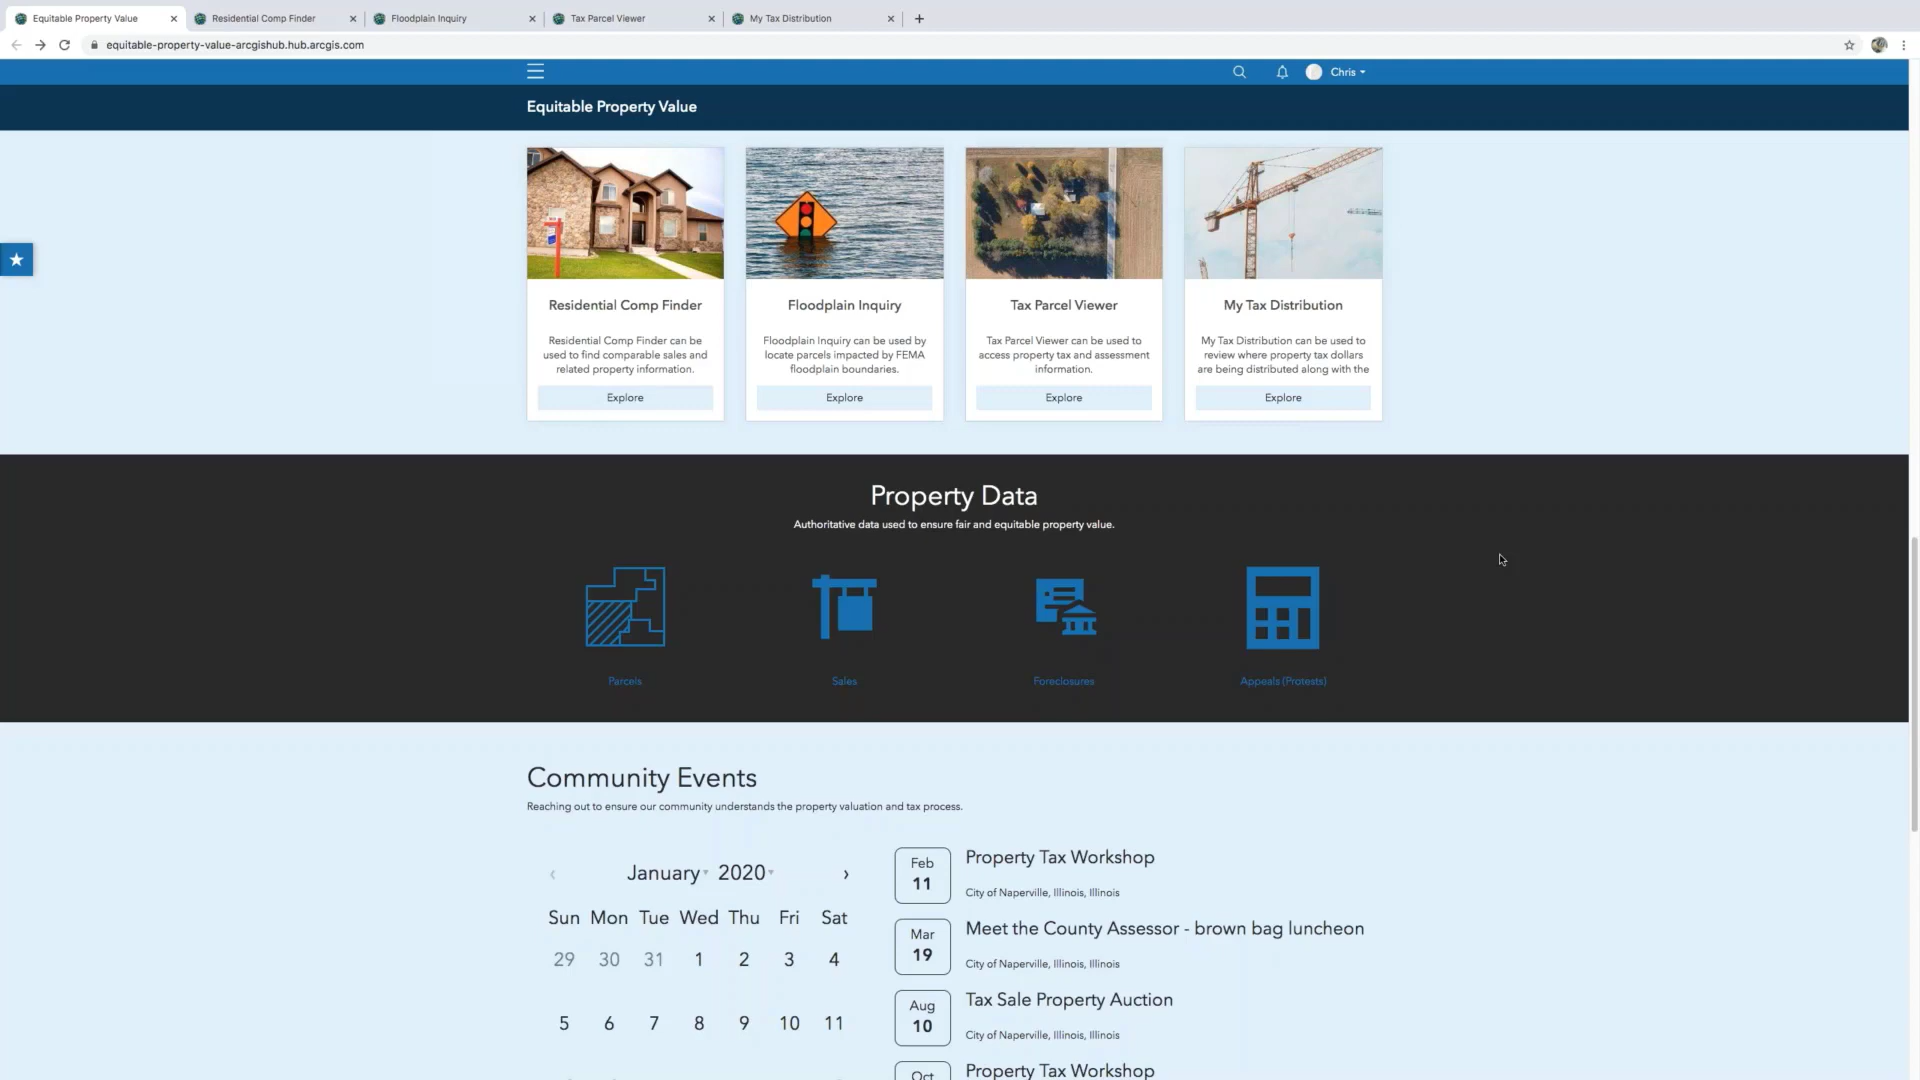 Equitable Property Value
Residential Comp Finder
Floodplain Inquiry
Tax Parcel Viewer
My Tax Distribution
equitable-property-value-arcgishub.hub.arcgis.com
Chris
Equitable Property Value
Residential Comp Finder
Residential Comp Finder can be
used to find comparable sales and
related property information.
Explore
Floodplain Inquiry
Floodplain Inquiry can be used by
locate parcels impacted by FEMA
floodplain boundaries.
Explore
Tax Parcel Viewer
Tax Parcel Viewer can be used to
access property tax and assessment
information.
Explore
My Tax Distribution
My Tax Distribution can be used to
review where property tax dollars
are being distributed along with the
Explore
Property Data
Authoritative data used to ensure fair and equitable property value.
Parcels
Sales
Foreclosures
Appeals (Protests)
Community Events
Reaching out to ensure our community understands the property valuation and tax process.
January 2020
Sun Mon Tue Wed Thu Fri Sat
29 30 31 1 2 3 4
5 6 7 8 9 10 11
Feb
11
Property Tax Workshop
City of Naperville, Illinois, Illinois
Mar
19
Meet the County Assessor - brown bag luncheon
City of Naperville, Illinois, Illinois
Aug
10
Tax Sale Property Auction
City of Naperville, Illinois, Illinois
Oct
Property Tax Workshop